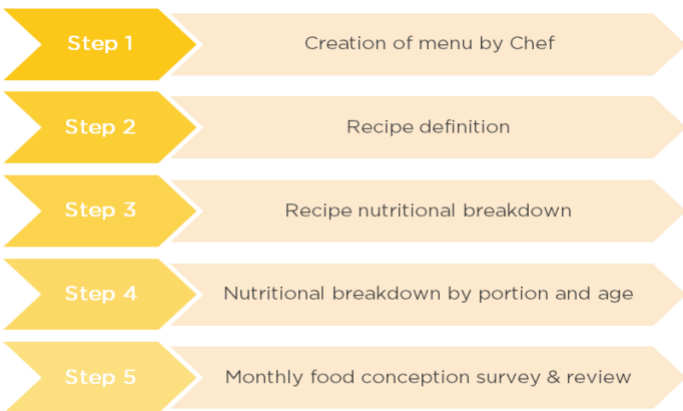 Step 1
Creation of menu by Chef
Step 2
Recipe definition
Step 3
Recipe nutritional breakdown
Step 4
Nutritional breakdown by portion and age
Step 5
Monthly food conception survey & review